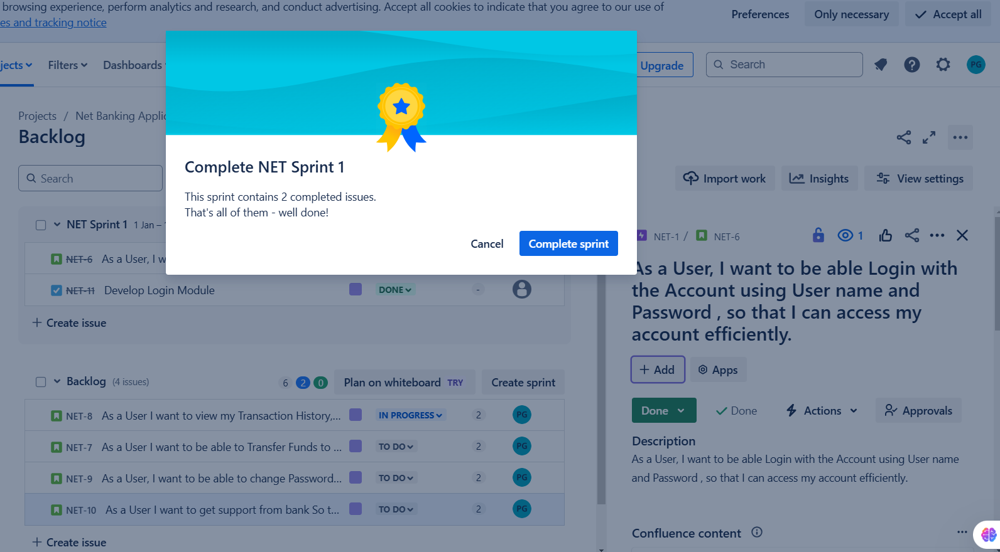 browsing experience, perform analytics and research, and conduct advertising. Accept all cookies to indicate that you agree to our use of
es and tracking notice
Preferences
Only necessary
Accept all
jects
Filters
Dashboards
Upgrade
Search
PG
Projects / Net Banking Applic
Backlog
Complete NET Sprint 1
This sprint contains 2 completed issues.
That's all of them - well done!
Cancel
Complete sprint
Search
Import work
Insights
View settings
NET Sprint 1 1 Jan –
NET-6 As a User, I w
NET-11 Develop Login Module DONE -
+ Create issue
Backlog (4 issues) 6 2 0 Plan on whiteboard TRY Create sprint
NET-8 As a User I want to view my Transaction History,... IN PROGRESS 2 PG
NET-7 As a User I want to be able to Transfer Funds to ... TO DO 2 PG
NET-9 As a User, I want to be able to change Password... TO DO 2 PG
NET-10 As a User I want to get support from bank So t... TO DO 2 PG
+ Create issue
NET-1 / NET-6
1
As a User, I want to be able Login with
the Account using User name and
Password , so that I can access my
account efficiently.
+ Add
Apps
Done
Done
Actions
Approvals
Description
As a User, I want to be able Login with the Account using User name
and Password , so that I can access my account efficiently.
Confluence content